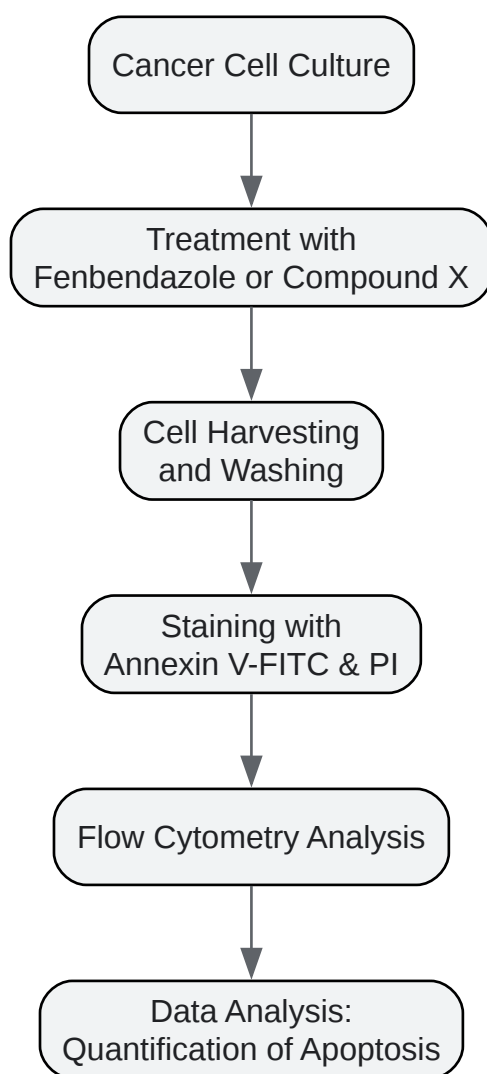 Cancer Cell Culture
Treatment with
Fenbendazole or Compound X
Cell Harvesting
and Washing
Staining with
Annexin V-FITC & PI
Flow Cytometry Analysis
Data Analysis:
Quantification of Apoptosis